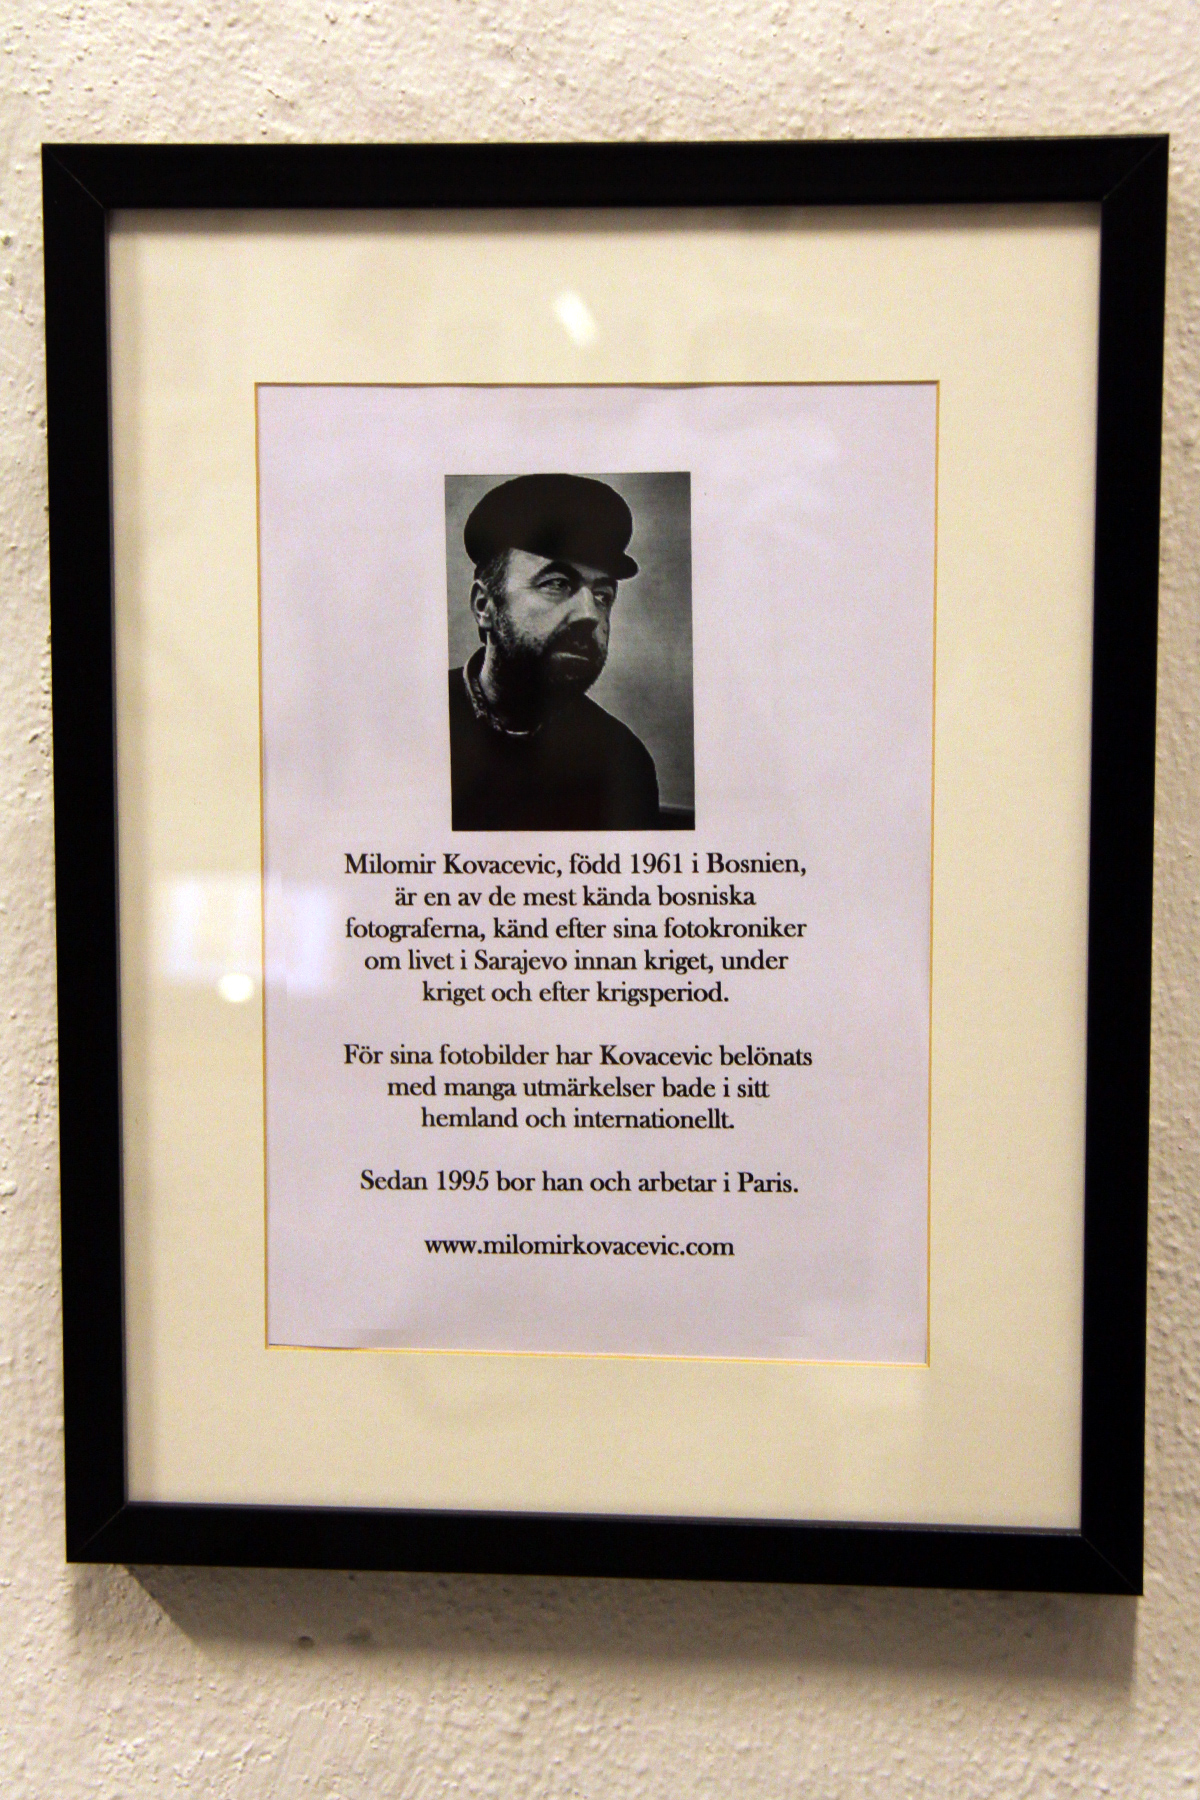 Milomir Kovacevic, född 1961 i Bosnien,
är en av de mest kända bosniska
fotograferna, känd efter sina fotokroniker
om livet i Sarajevo innan kriget, under
kriget och efter krigsperiod.
För sina fotobilder har Kovacevic belönats
med manga utmärkelser bade i sitt
hemland och internationellt.
Sedan 1995 bor han och arbetar i Paris.
www.milomirkovacevic.com